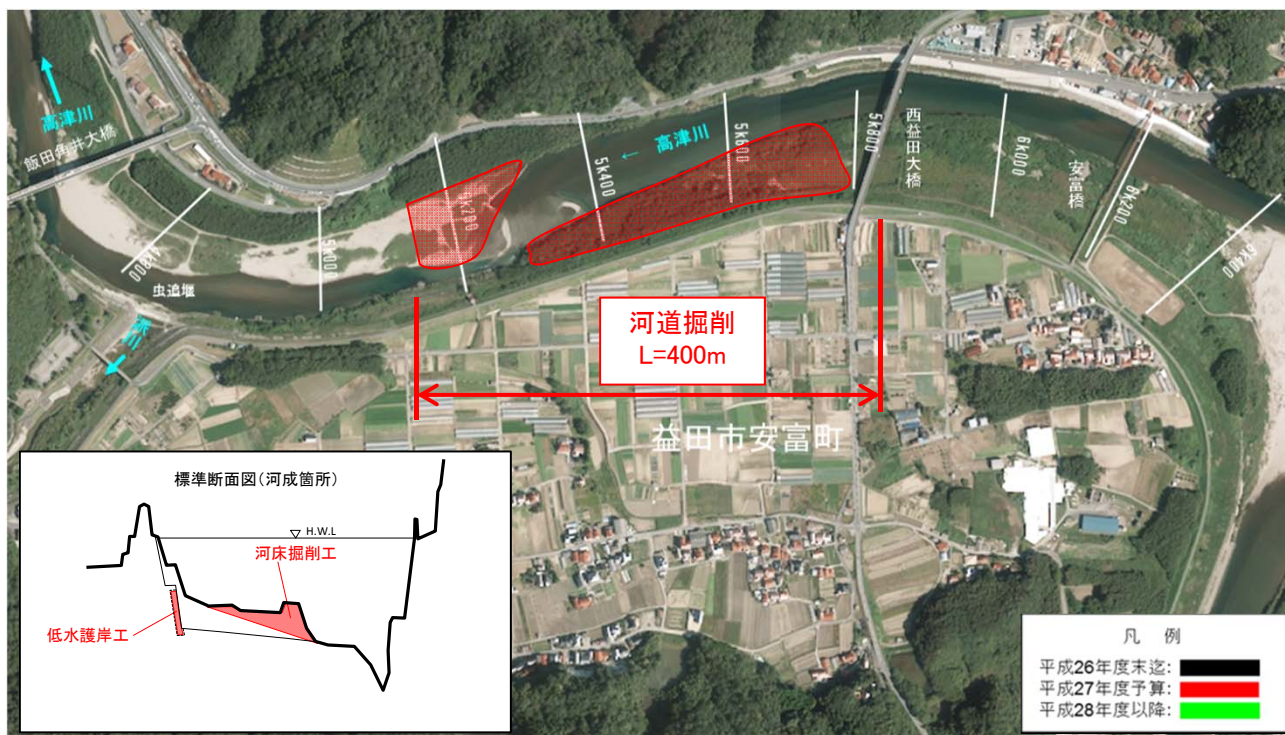 高津川
飯田角井大橋
4k800
虫追堰
5k000
5k200
5k400
← 高津川
5k600
5k800
西益田大橋
6k000
安富橋
6k200
6k400
河道掘削
L=400m
益田市安富町
標準断面図(河成箇所)
H.W.L
河床掘削工
低水護岸工
凡 例
平成26年度末迄:
平成27年度予算:
平成28年度以降: